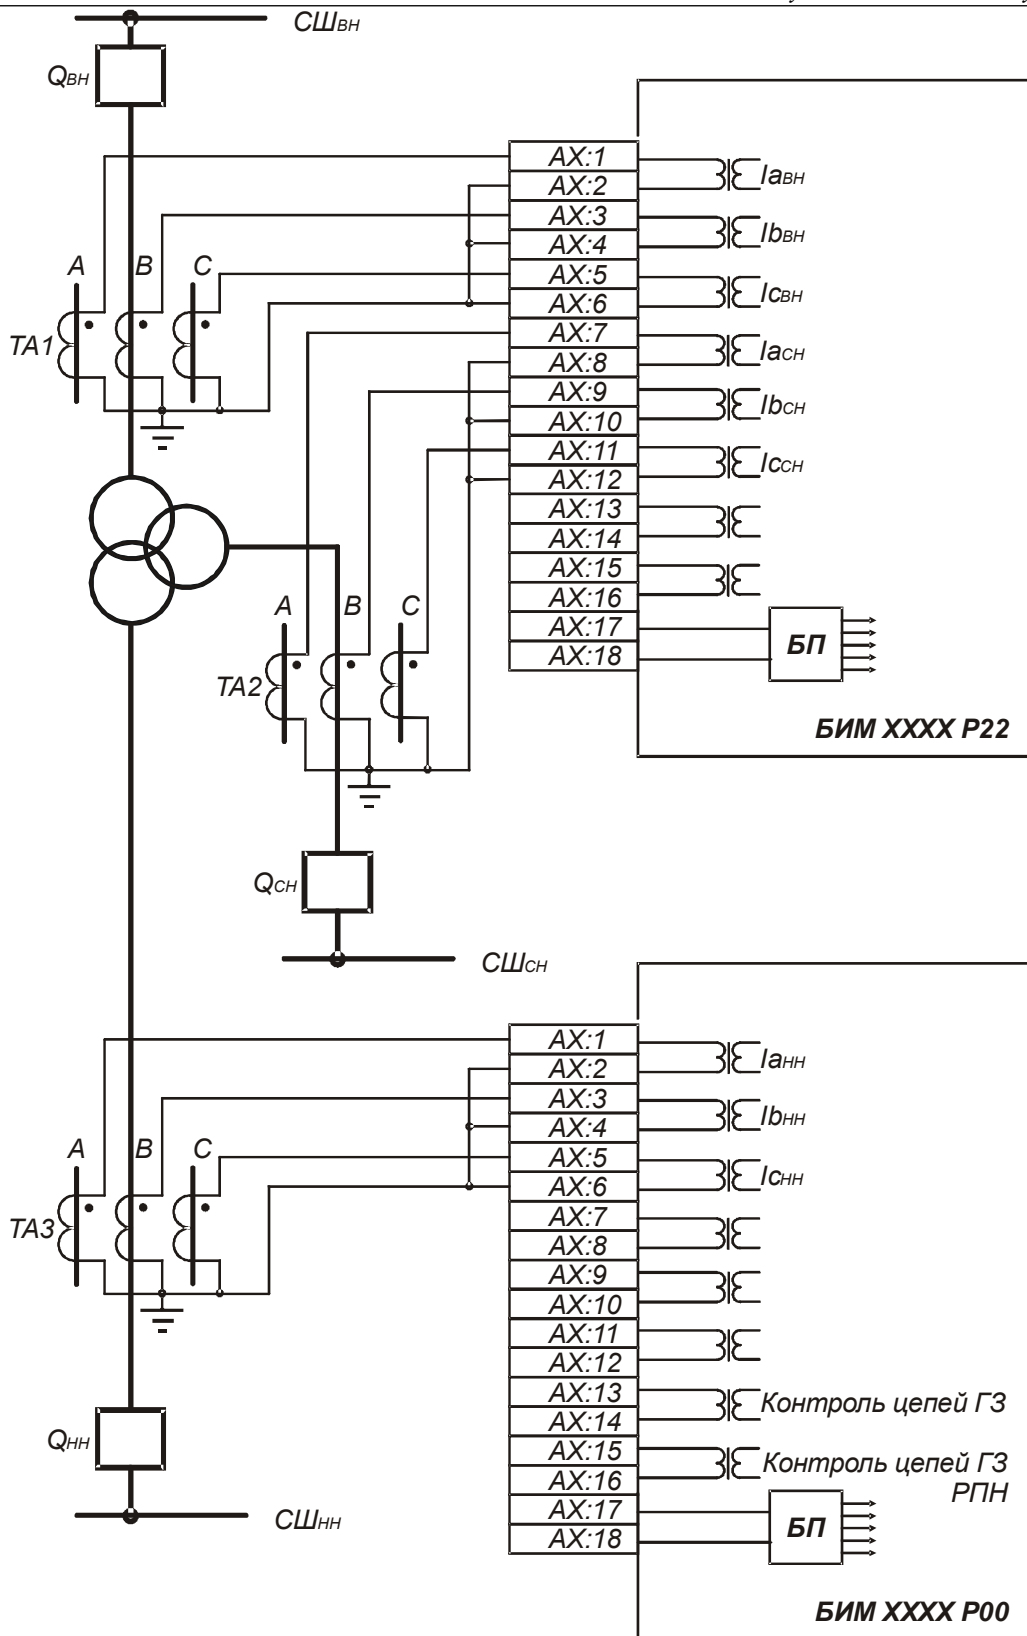 СШВН
QВН
AX:1
AX:2
IaВН
AX:3
AX:4
IbВН
AX:5
AX:6
IcВН
A B C
TA1
AX:7
AX:8
IaСН
AX:9
AX:10
IbСН
AX:11
AX:12
IcСН
AX:13
AX:14
AX:15
AX:16
AX:17
AX:18
БП
A B C
TA2
БИМ XXXX P22
QСН
СШСН
AX:1
AX:2
IaНН
AX:3
AX:4
IbНН
AX:5
AX:6
IcНН
A B C
TA3
AX:7
AX:8
AX:9
AX:10
AX:11
AX:12
AX:13
AX:14
Контроль цепей ГЗ
AX:15
AX:16
Контроль цепей ГЗ
РПН
QНН
СШНН
AX:17
AX:18
БП
БИМ XXXX P00